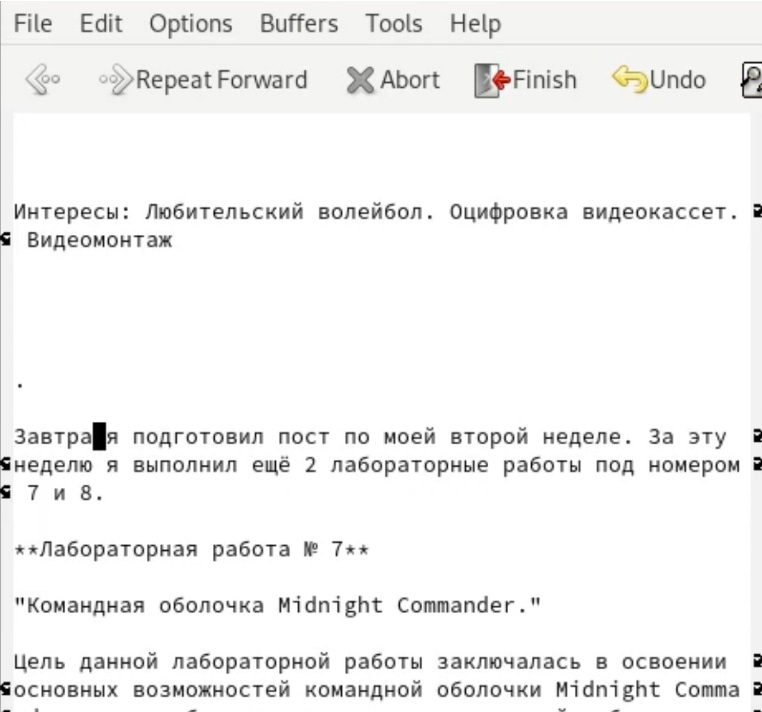 File Edit Options Buffers Tools Help
Repeat Forward Abort Finish Undo
Интересы: Любительский волейбол. Оцифровка видеокассет.
Видеомонтаж
.
Завтра я подготовил пост по моей второй неделе. За эту
неделю я выполнил ещё 2 лабораторные работы под номером
7 и 8.
**Лабораторная работа № 7**
"Командная оболочка Midnight Commander."
Цель данной лабораторной работы заключалась в освоении
основных возможностей командной оболочки Midnight Comma